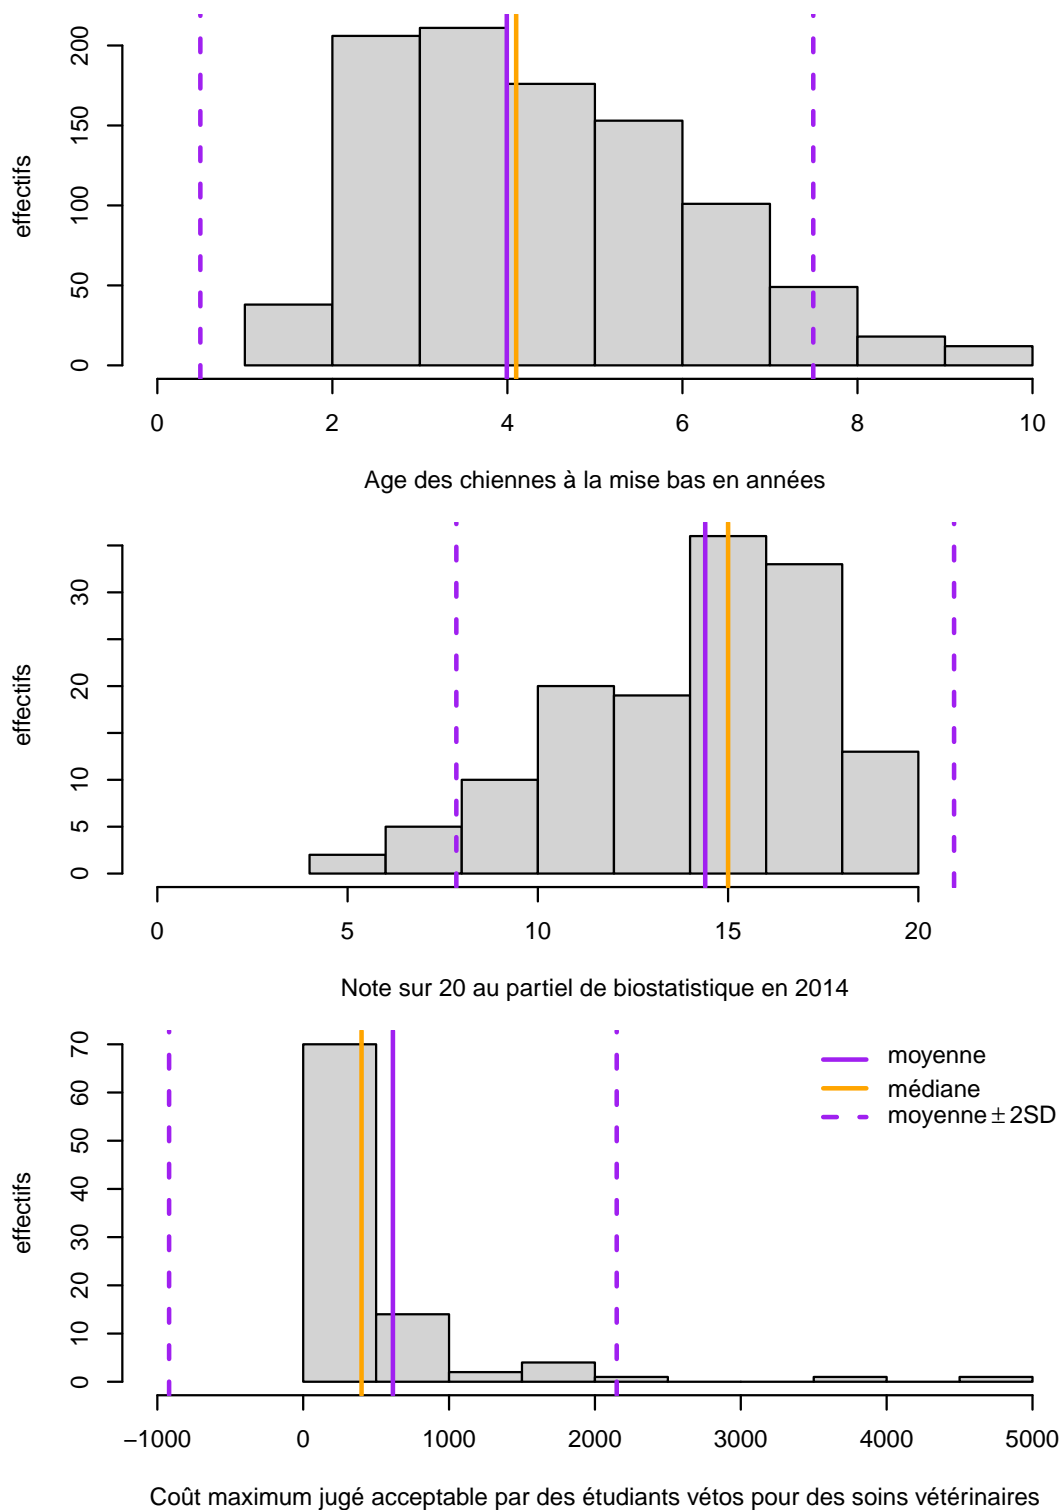 effectifs
200
150
100
50
0
0 2 4 6 8 10
Age des chiennes à la mise bas en années
effectifs
30
20
10
5
0
0 5 10 15 20
Note sur 20 au partiel de biostatistique en 2014
effectifs
70
60
50
40
30
20
10
0
moyenne
médiane
moyenne ± 2SD
−1000 0 1000 2000 3000 4000 5000
Coût maximum jugé acceptable par des étudiants vétos pour des soins vétérinaires